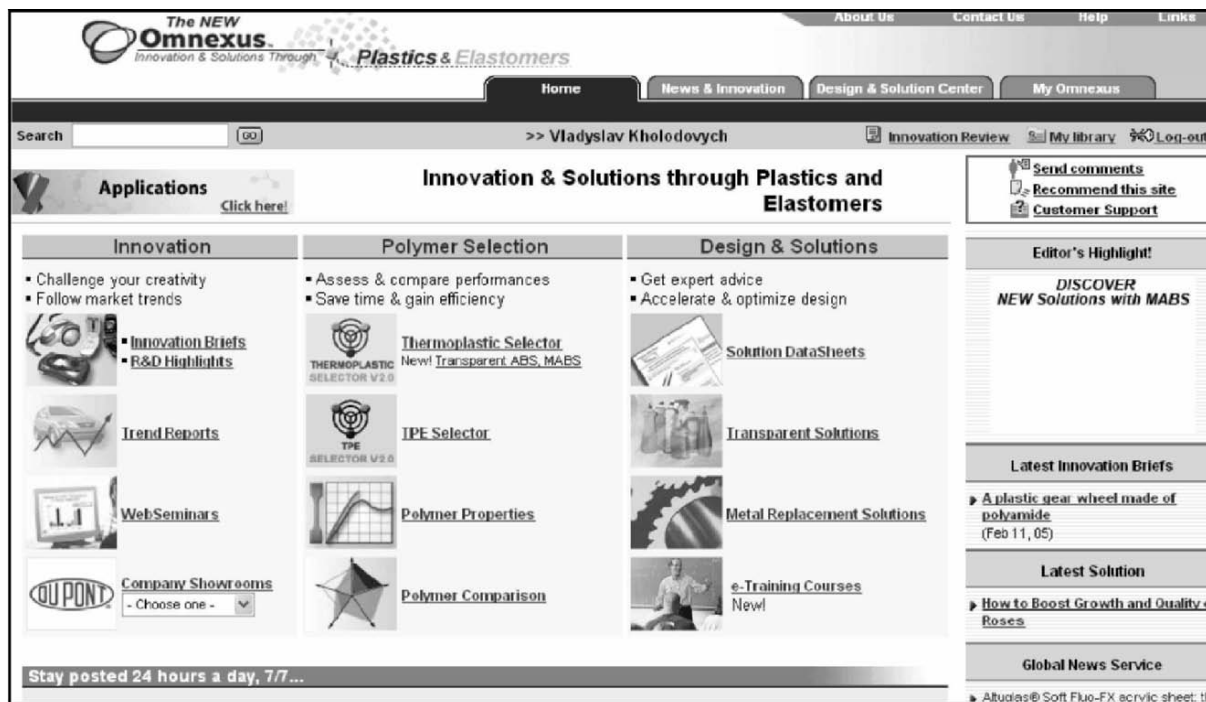 The NEW
Omnexus
Innovation & Solutions Through Plastics & Elastomers
About Us Contact Us Help Links
Home News & Innovation Design & Solution Center My Omnexus
Search GO >> Vladyslav Kholodovych Innovation Review My library Log-out
Applications
Click here!
Innovation & Solutions through Plastics and
Elastomers
Send comments
Recommend this site
Customer Support
Innovation
▪ Challenge your creativity
▪ Follow market trends
▪ Innovation Briefs
▪ R&D Highlights
Trend Reports
WebSeminars
DU PONT
Company Showrooms
- Choose one -
Polymer Selection
▪ Assess & compare performances
▪ Save time & gain efficiency
THERMOPLASTIC
SELECTOR V2.0
Thermoplastic Selector
New! Transparent ABS, MABS
TPE
SELECTOR V2.0
TPE Selector
Polymer Properties
Polymer Comparison
Design & Solutions
▪ Get expert advice
▪ Accelerate & optimize design
Solution DataSheets
Transparent Solutions
Metal Replacement Solutions
e-Training Courses
New!
Editor's Highlight!
DISCOVER
NEW Solutions with MABS
Latest Innovation Briefs
A plastic gear wheel made of
polyamide
(Feb 11, 05)
Latest Solution
How to Boost Growth and Quality
Roses
Global News Service
Altuglas® Soft Fluo-FX acrylic sheet:
Stay posted 24 hours a day, 7/7...